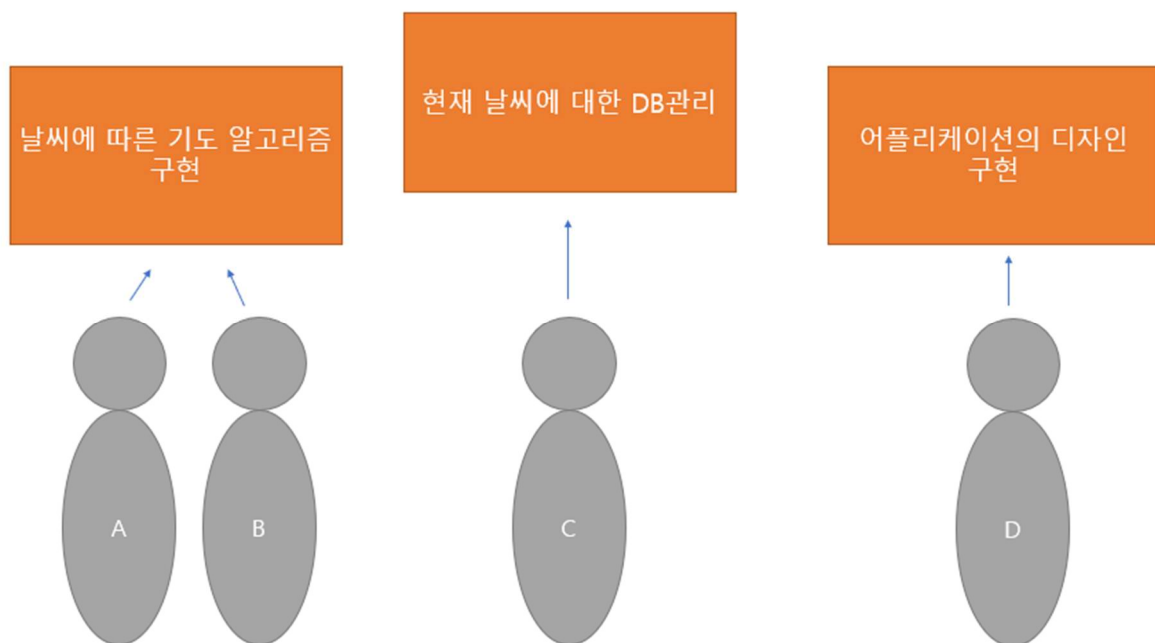 날씨에 따른 기도 알고리즘
구현
현재 날씨에 대한 DB관리
어플리케이션의 디자인
구현
A
B
C
D